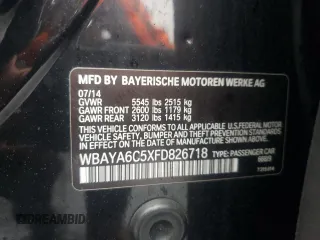 MFD BY BAYERISCHE MOTOREN WERKE AG
07/14
GVWR 5545 lbs 2515 kg
GAWR FRONT 2600 lbs 1179 kg
GAWR REAR 3120 lbs 1415 kg
THIS VEHICLE CONFORMS TO ALL APPLICABLE
U.S. FEDERAL MOTOR VEHICLE SAFETY,
BUMPER, AND THEFT PREVENTION
STANDARDS IN EFFECT ON THE DATE OF
MANUFACTURE SHOWN ABOVE.
WBAYA6C5XFD826718 TYPE: PASSENGER CAR
DREAMBID